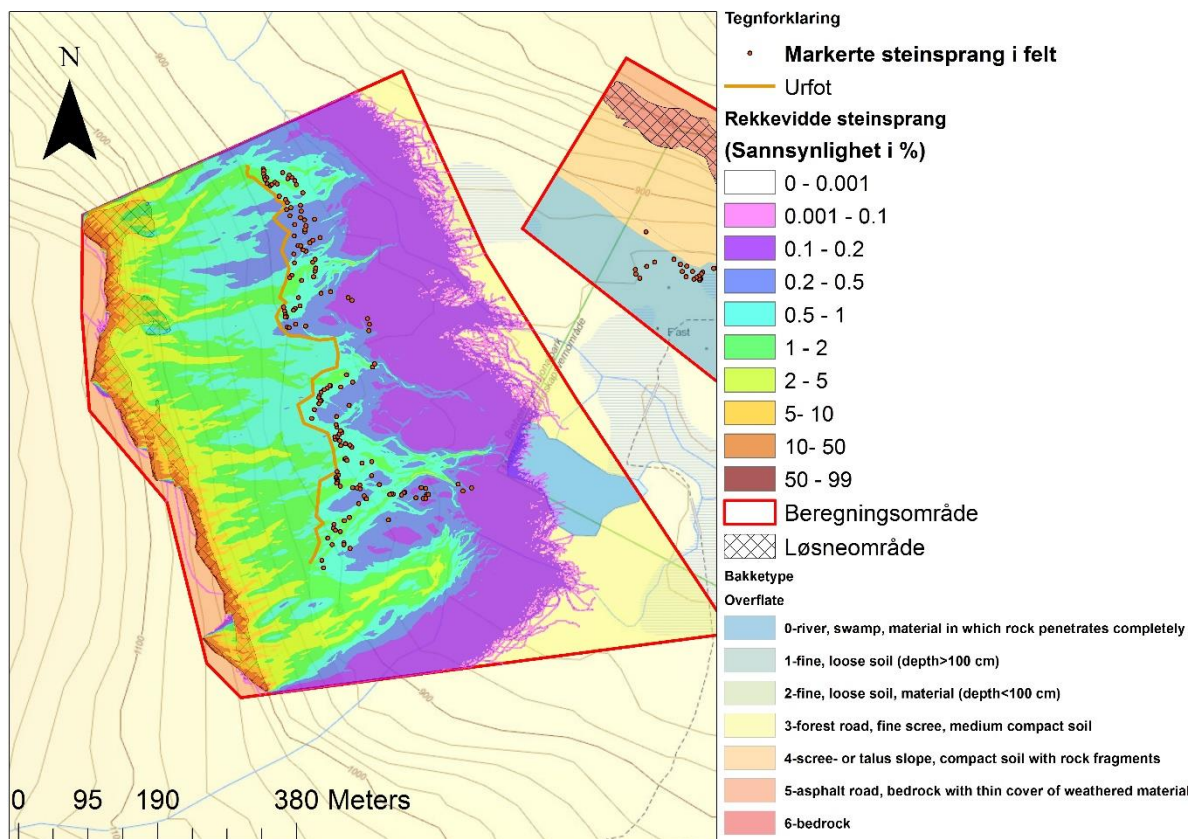 N
900
1000
900
Fast
1100
900
1000
0 95 190 380 Meters
Tegnforklaring
Markerte steinsprang i felt
Urfot
Rekkevidde steinsprang
(Sannsynlighet i %)
0 - 0.001
0.001 - 0.1
0.1 - 0.2
0.2 - 0.5
0.5 - 1
1 - 2
2 - 5
5- 10
10- 50
50 - 99
Beregningsområde
Løsneområde
Bakketype
Overflate
0-river, swamp, material in which rock penetrates completely
1-fine, loose soil (depth>100 cm)
2-fine, loose soil, material (depth<100 cm)
3-forest road, fine scree, medium compact soil
4-scree- or talus slope, compact soil with rock fragments
5-asphalt road, bedrock with thin cover of weathered material
6-bedrock